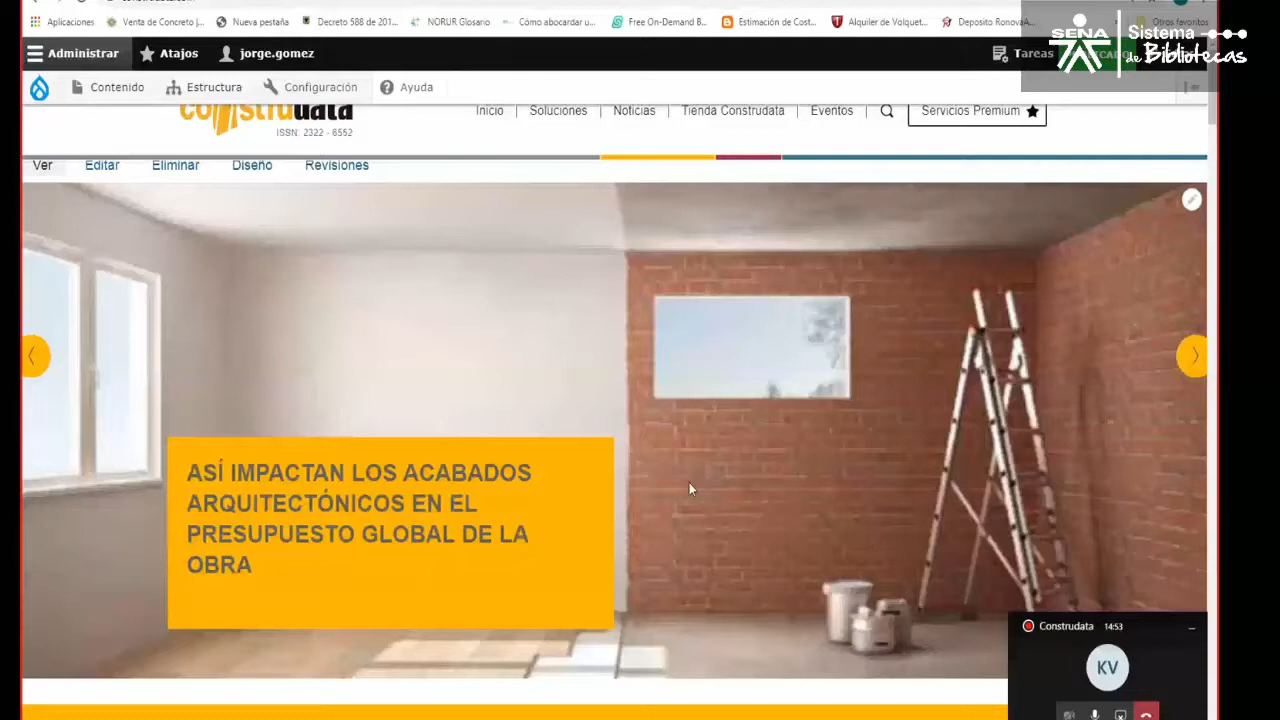 Aplicaciones
Venta de Concreto |...
Nueva pestaña
Decreto 588 de 201...
NORUR Glosario
Cómo abocardar u...
Free On-Demand B...
Estimación de Cost...
Alquiler de Volquet...
Deposito RonovaA...
Otros favoritos
SENA
Sistema
de Bibliotecas
Administrar
Atajos
jorge.gomez
Tareas
Contenido
Estructura
Configuración
Ayuda
construdata
ISSN: 2322 - 6552
Inicio
Soluciones
Noticias
Tienda Construdata
Eventos
Servicios Premium
Ver
Editar
Eliminar
Diseño
Revisiones
ASÍ IMPACTAN LOS ACABADOS
ARQUITECTÓNICOS EN EL
PRESUPUESTO GLOBAL DE LA
OBRA
Construdata
14:53
KV